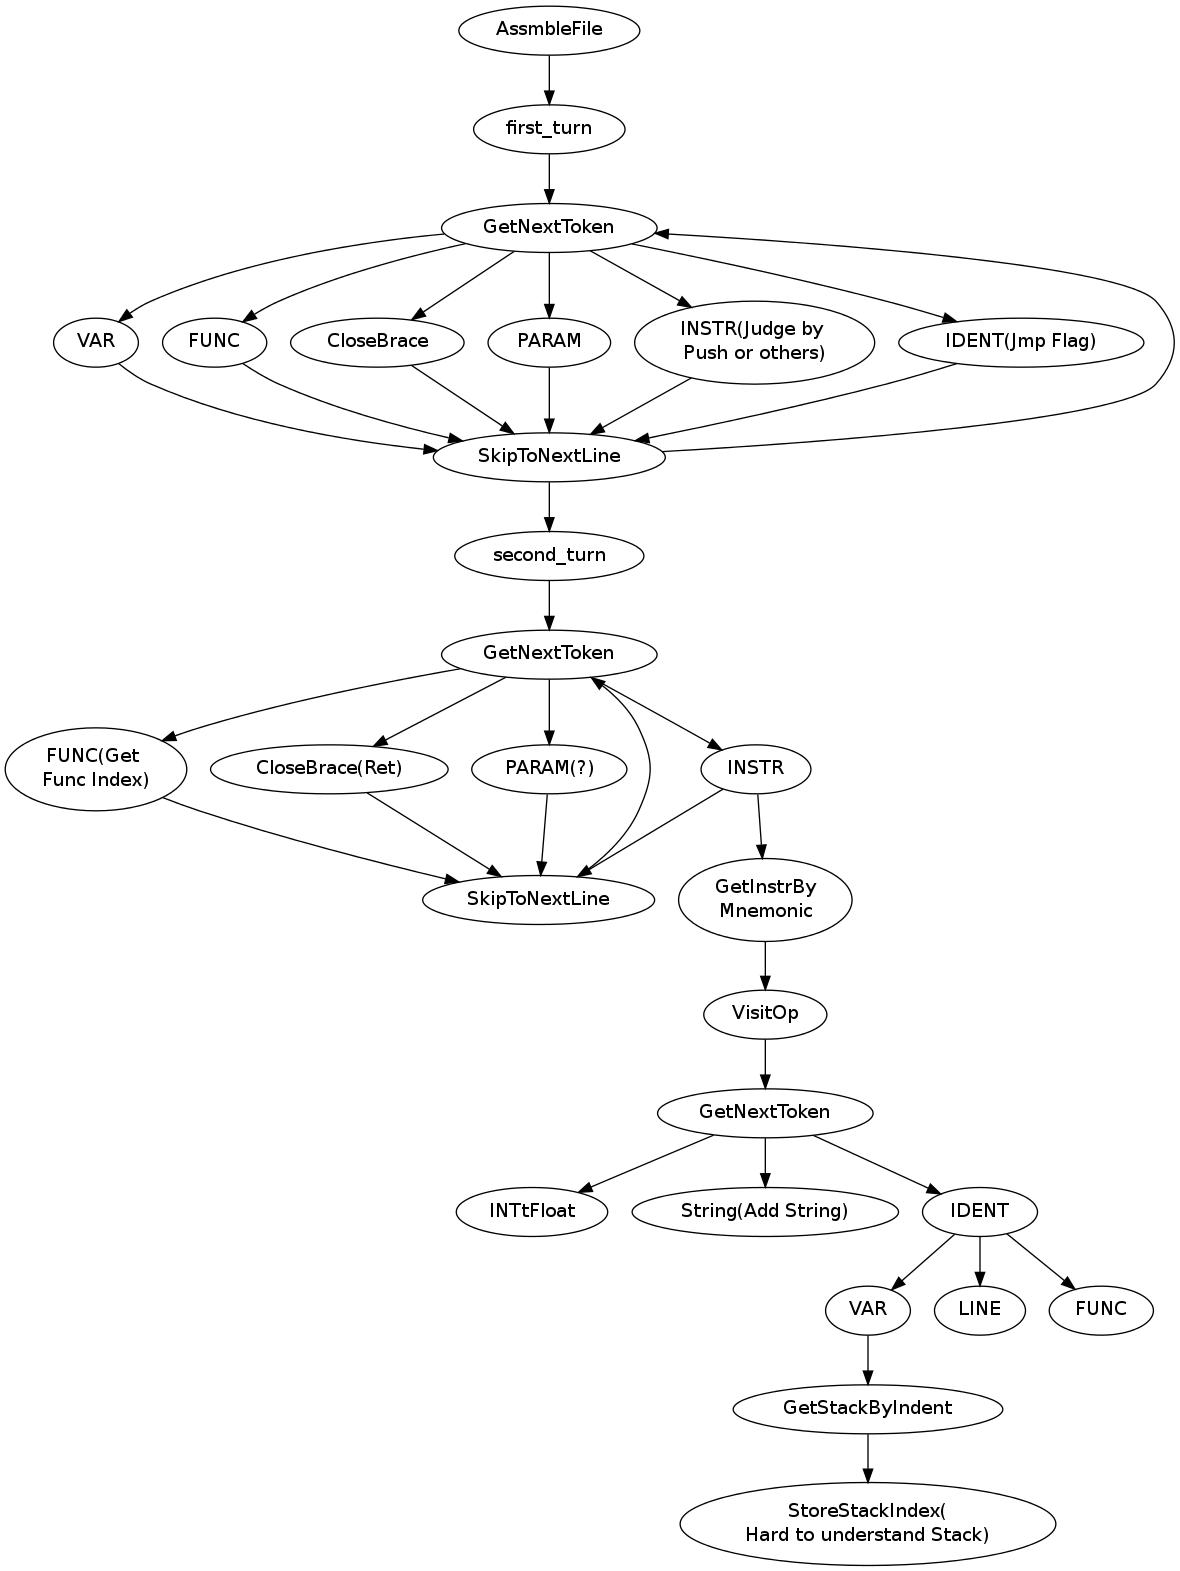 AssmbleFile
first_turn
GetNextToken
VAR
FUNC
CloseBrace
PARAM
INSTR(Judge by
Push or others)
IDENT(Jmp Flag)
SkipToNextLine
second_turn
GetNextToken
FUNC(Get
Func Index)
CloseBrace(Ret)
PARAM(?)
INSTR
SkipToNextLine
GetInstrBy
Mnemonic
VisitOp
GetNextToken
INTtFloat
String(Add String)
IDENT
VAR
LINE
FUNC
GetStackByIndent
StoreStackIndex(
Hard to understand Stack)